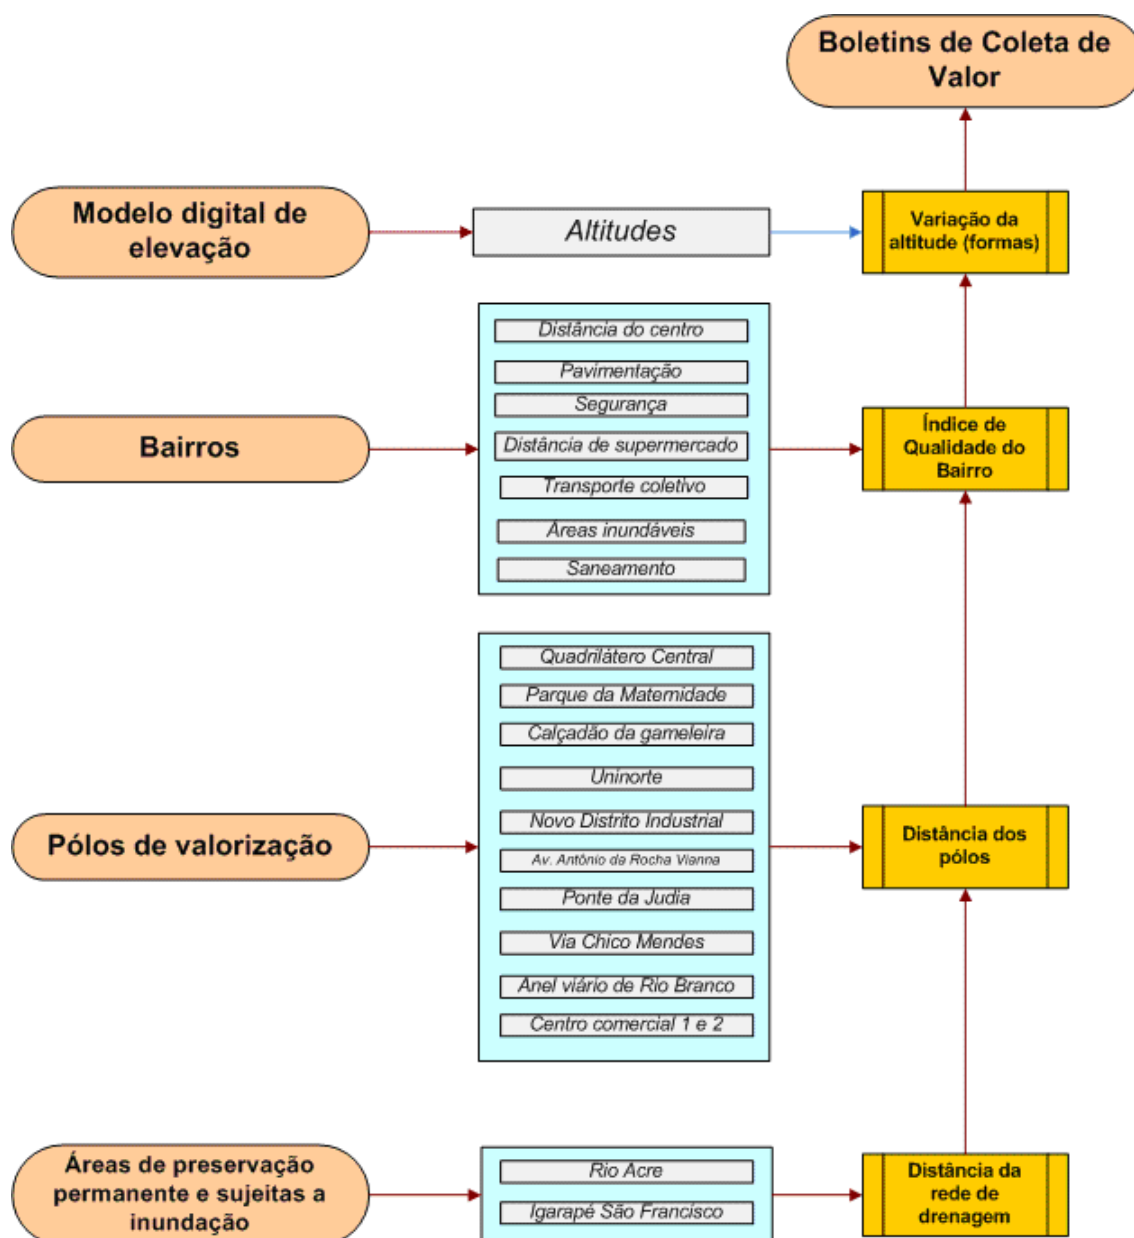 Boletins de Coleta de
Valor
Modelo digital de
elevação
Altitudes
Variação da
altitude (formas)
Bairros
Distância do centro
Pavimentação
Segurança
Distância de supermercado
Transporte coletivo
Áreas inundáveis
Saneamento
Índice de
Qualidade do
Bairro
Pólos de valorização
Quadrilátero Central
Parque da Maternidade
Calçadão da gameleira
Uninorte
Novo Distrito Industrial
Av. Antônio da Rocha Vianna
Ponte da Judia
Via Chico Mendes
Anel viário de Rio Branco
Centro comercial 1 e 2
Distância dos
pólos
Áreas de preservação
permanente e sujeitas a
inundação
Rio Acre
Igarapé São Francisco
Distância da
rede de
drenagem